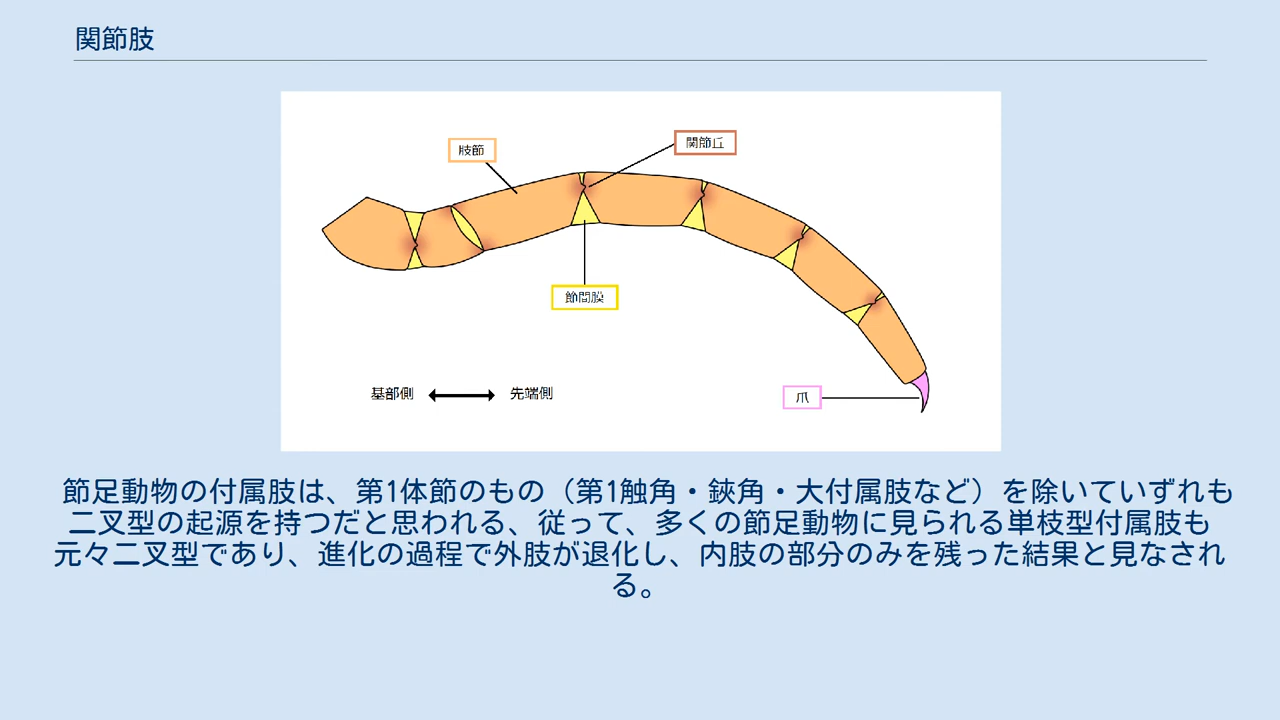 関節肢
肢節
関節丘
節間膜
基部側
先端側
爪
節足動物の付属肢は、第1体節のもの（第1触角・鋏角・大付属肢など）を除いていずれも
二叉型の起源を持つだと思われる、従って、多くの節足動物に見られる単枝型付属肢も
元々二叉型であり、進化の過程で外肢が退化し、内肢の部分のみを残った結果と見なされ
る。